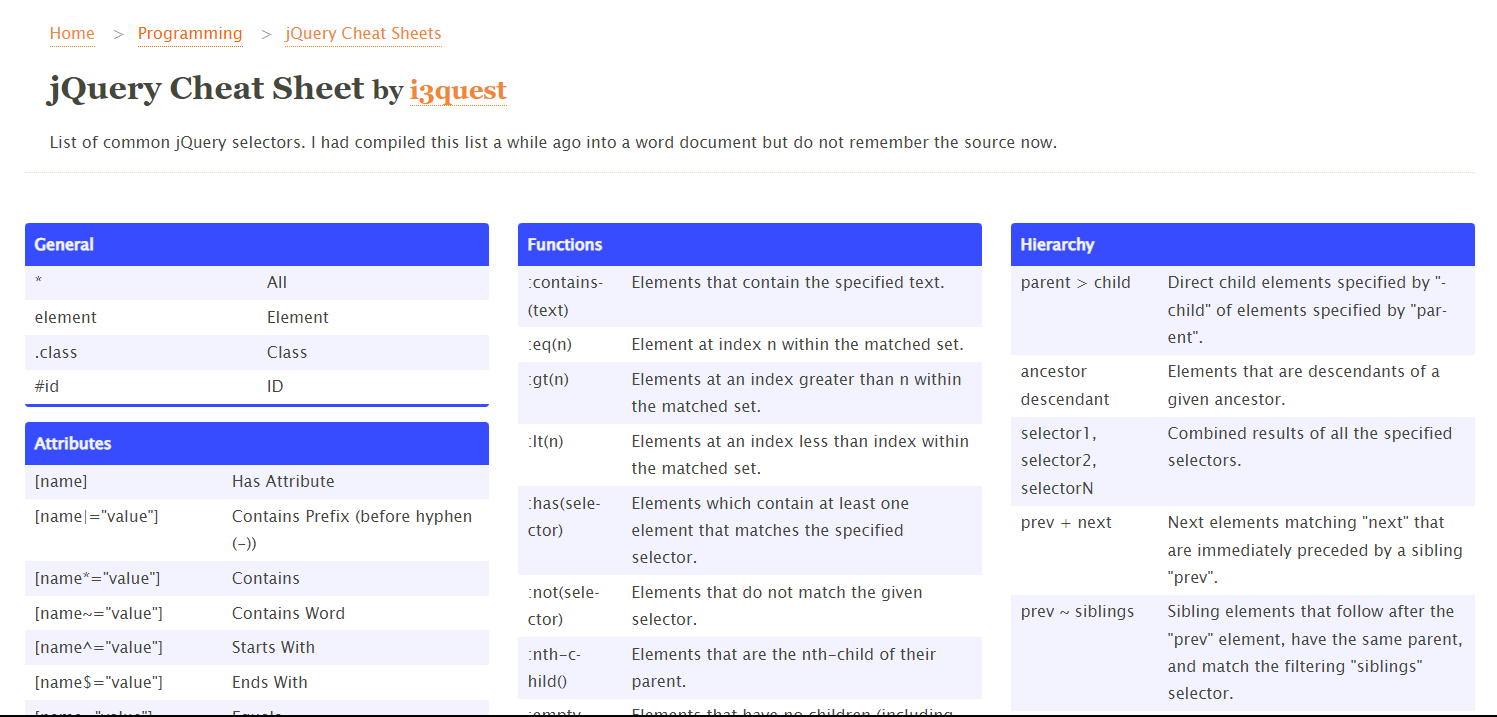 Home > Programming > jQuery Cheat Sheets
jQuery Cheat Sheet by i3quest
List of common jQuery selectors. I had compiled this list a while ago into a word document but do not remember the source now.
General
* All
element Element
.class Class
#id ID
Attributes
[name] Has Attribute
[name|="value"] Contains Prefix (before hyphen
(-))
[name*="value"] Contains
[name~="value"] Contains Word
[name^="value"] Starts With
[name$="value"] Ends With
Functions
:contains- Elements that contain the specified text.
(text)
:eq(n) Element at index n within the matched set.
:gt(n) Elements at an index greater than n within
the matched set.
:lt(n) Elements at an index less than index within
the matched set.
:has(sele- Elements which contain at least one
ctor) element that matches the specified
selector.
:not(sele- Elements that do not match the given
ctor) selector.
:nth-c- Elements that are the nth-child of their
hild() parent.
:empty Elements that have no children (including
Hierarchy
parent > child Direct child elements specified by "-
child" of elements specified by "par-
ent".
ancestor Elements that are descendants of a
descendant given ancestor.
selector1, Combined results of all the specified
selector2, selectors.
selectorN
prev + next Next elements matching "next" that
are immediately preceded by a sibling
"prev".
prev ~ siblings Sibling elements that follow after the
"prev" element, have the same parent,
and match the filtering "siblings"
selector.